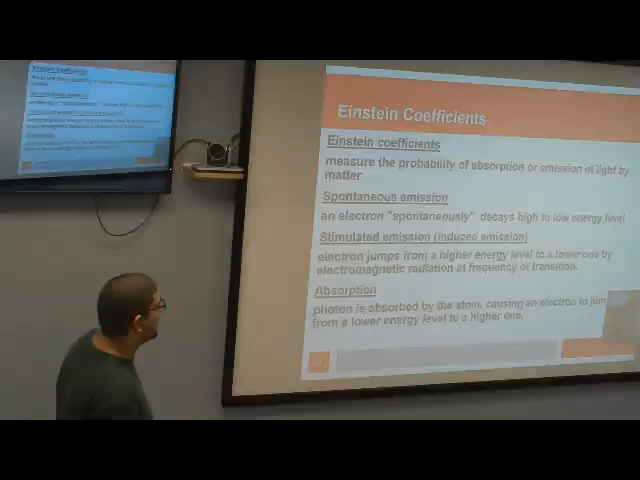 Einstein Coefficients
Einstein coefficients
measure the probability of absorption or emission of light by
matter
Spontaneous emission
an electron "spontaneously" decays high to low energy level
Stimulated emission (induced emission)
electron jumps from a higher energy level to a lower one by
electromagnetic radiation at frequency of transition.
Absorption
photon is absorbed by the atom, causing an electron to jum
from a lower energy level to a higher one.